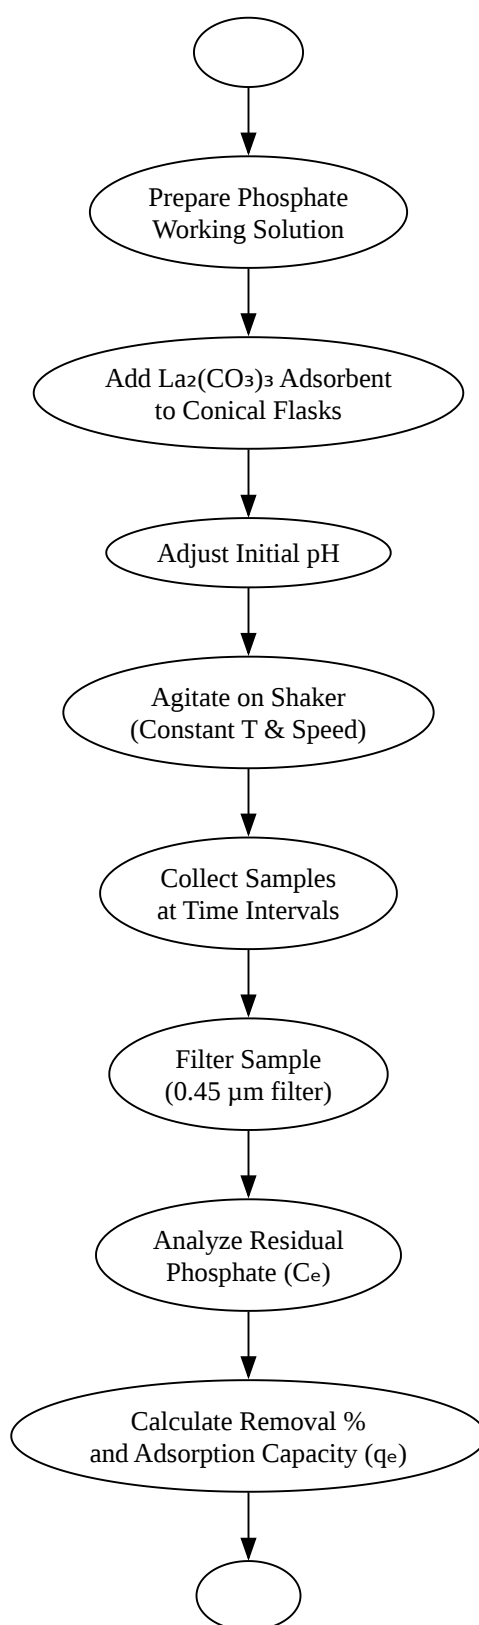 Prepare Phosphate
Working Solution
Add La₂(CO₃)₃ Adsorbent
to Conical Flasks
Adjust Initial pH
Agitate on Shaker
(Constant T & Speed)
Collect Samples
at Time Intervals
Filter Sample
(0.45 µm filter)
Analyze Residual
Phosphate (Cₑ)
Calculate Removal %
and Adsorption Capacity (qₑ)